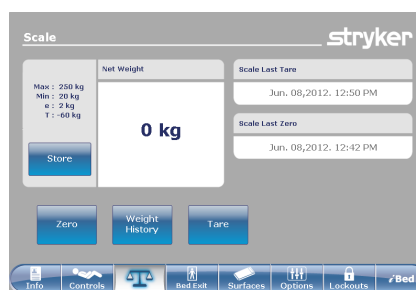 Scale
stryker
Max : 250 kg
Min : 20 kg
e : 2 kg
T : -60 kg
Store
Net Weight
0 kg
Scale Last Tare
Jun. 08,2012. 12:50 PM
Scale Last Zero
Jun. 08,2012. 12:42 PM
Zero
Weight
History
Tare
Info
Controls
Bed Exit
Surfaces
Options
Lockouts
iBed